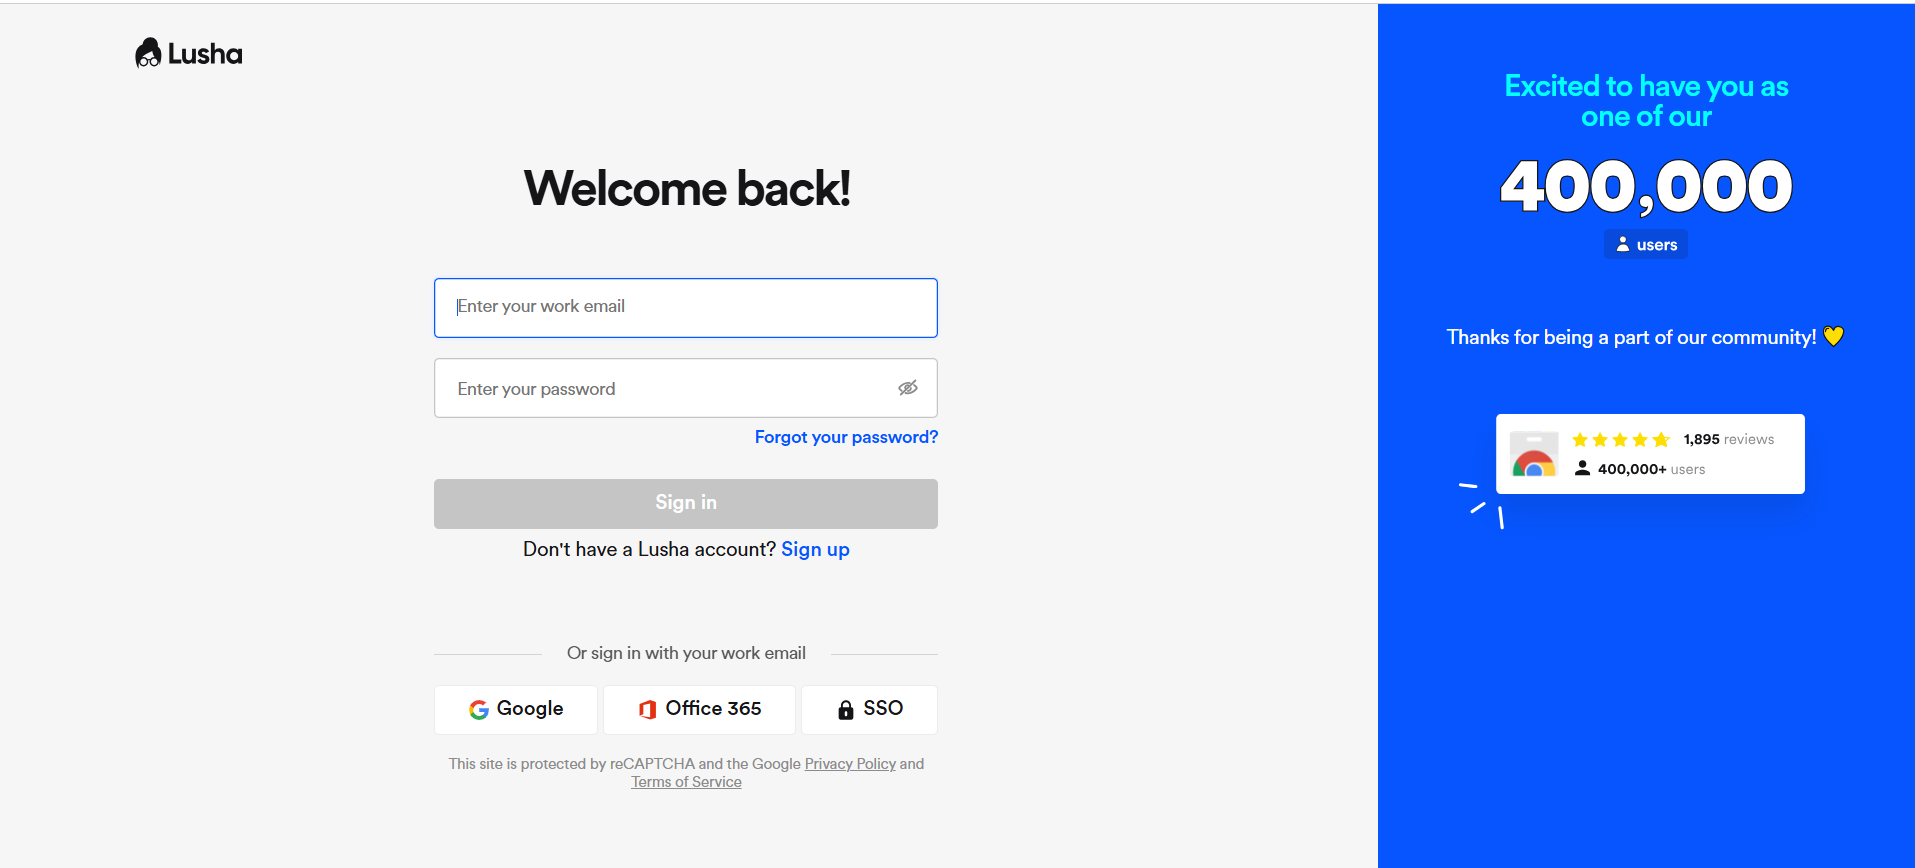 Lusha
Welcome back!
Enter your work email
Enter your password
Forgot your password?
Sign in
Don't have a Lusha account? Sign up
Or sign in with your work email
Google
Office 365
SSO
This site is protected by reCAPTCHA and the Google Privacy Policy and
Terms of Service
Excited to have you as
one of our
400,000
users
Thanks for being a part of our community!
1,895 reviews
400,000+ users